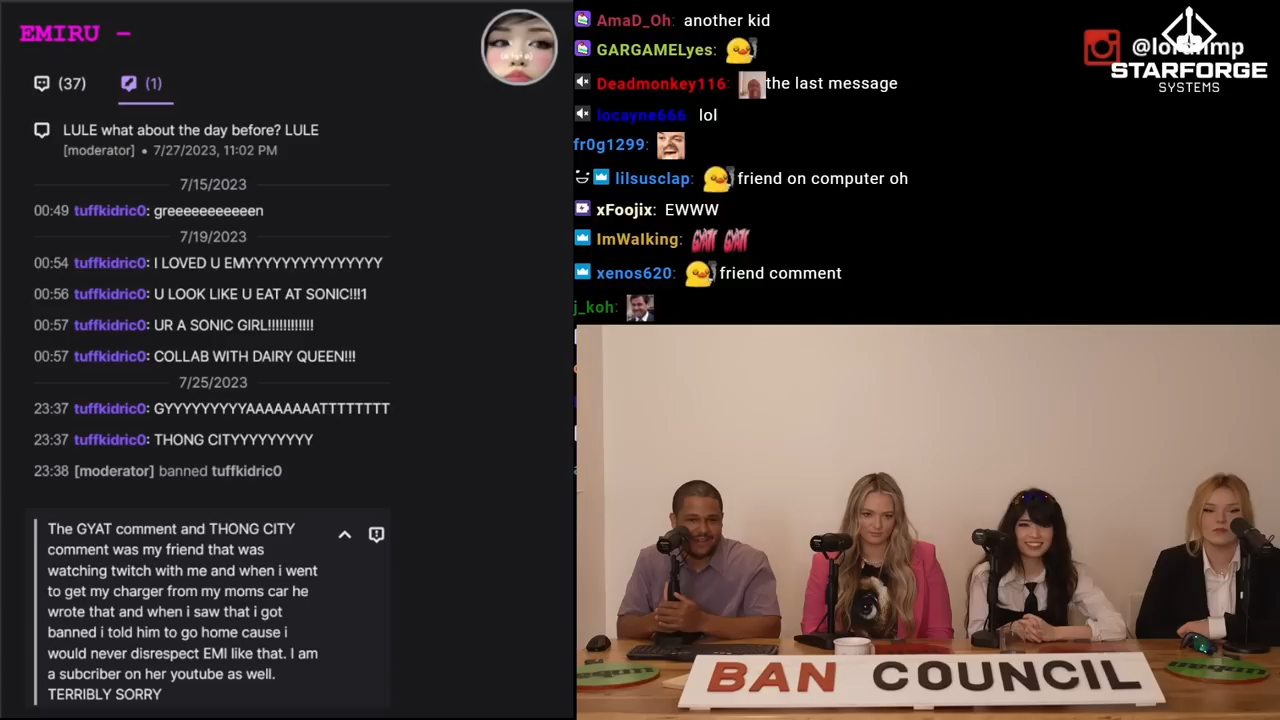 EMIRU –
(37)
(1)
LULE what about the day before? LULE
[moderator] • 7/27/2023, 11:02 PM
7/15/2023
00:49 tuffkidric0: greeeeeeeeeeen
7/19/2023
00:54 tuffkidric0: I LOVED U EMYYYYYYYYYYYYYYY
00:56 tuffkidric0: U LOOK LIKE U EAT AT SONIC!!!1
00:57 tuffkidric0: UR A SONIC GIRL!!!!!!!!!!!!
00:57 tuffkidric0: COLLAB WITH DAIRY QUEEN!!!
7/25/2023
23:37 tuffkidric0: GYYYYYYYYYAAAAAAAATTTTTTTT
23:37 tuffkidric0: THONG CITYYYYYYYYY
23:38 [moderator] banned tuffkidric0
The GYAT comment and THONG CITY
comment was my friend that was
watching twitch with me and when i went
to get my charger from my moms car he
wrote that and when i saw that i got
banned i told him to go home cause i
would never disrespect EMI like that. I am
a subcriber on her youtube as well.
TERRIBLY SORRY
AmaD_Oh: another kid
GARGAMELyes:
Deadmonkey116: the last message
locayne666 lol
fr0g1299:
lilsusclap: friend on computer oh
xFoojix: EWWW
ImWalking: GYAT GYAT
xenos620: friend comment
j_koh:
STARFORGE
SYSTEMS
BAN COUNCIL